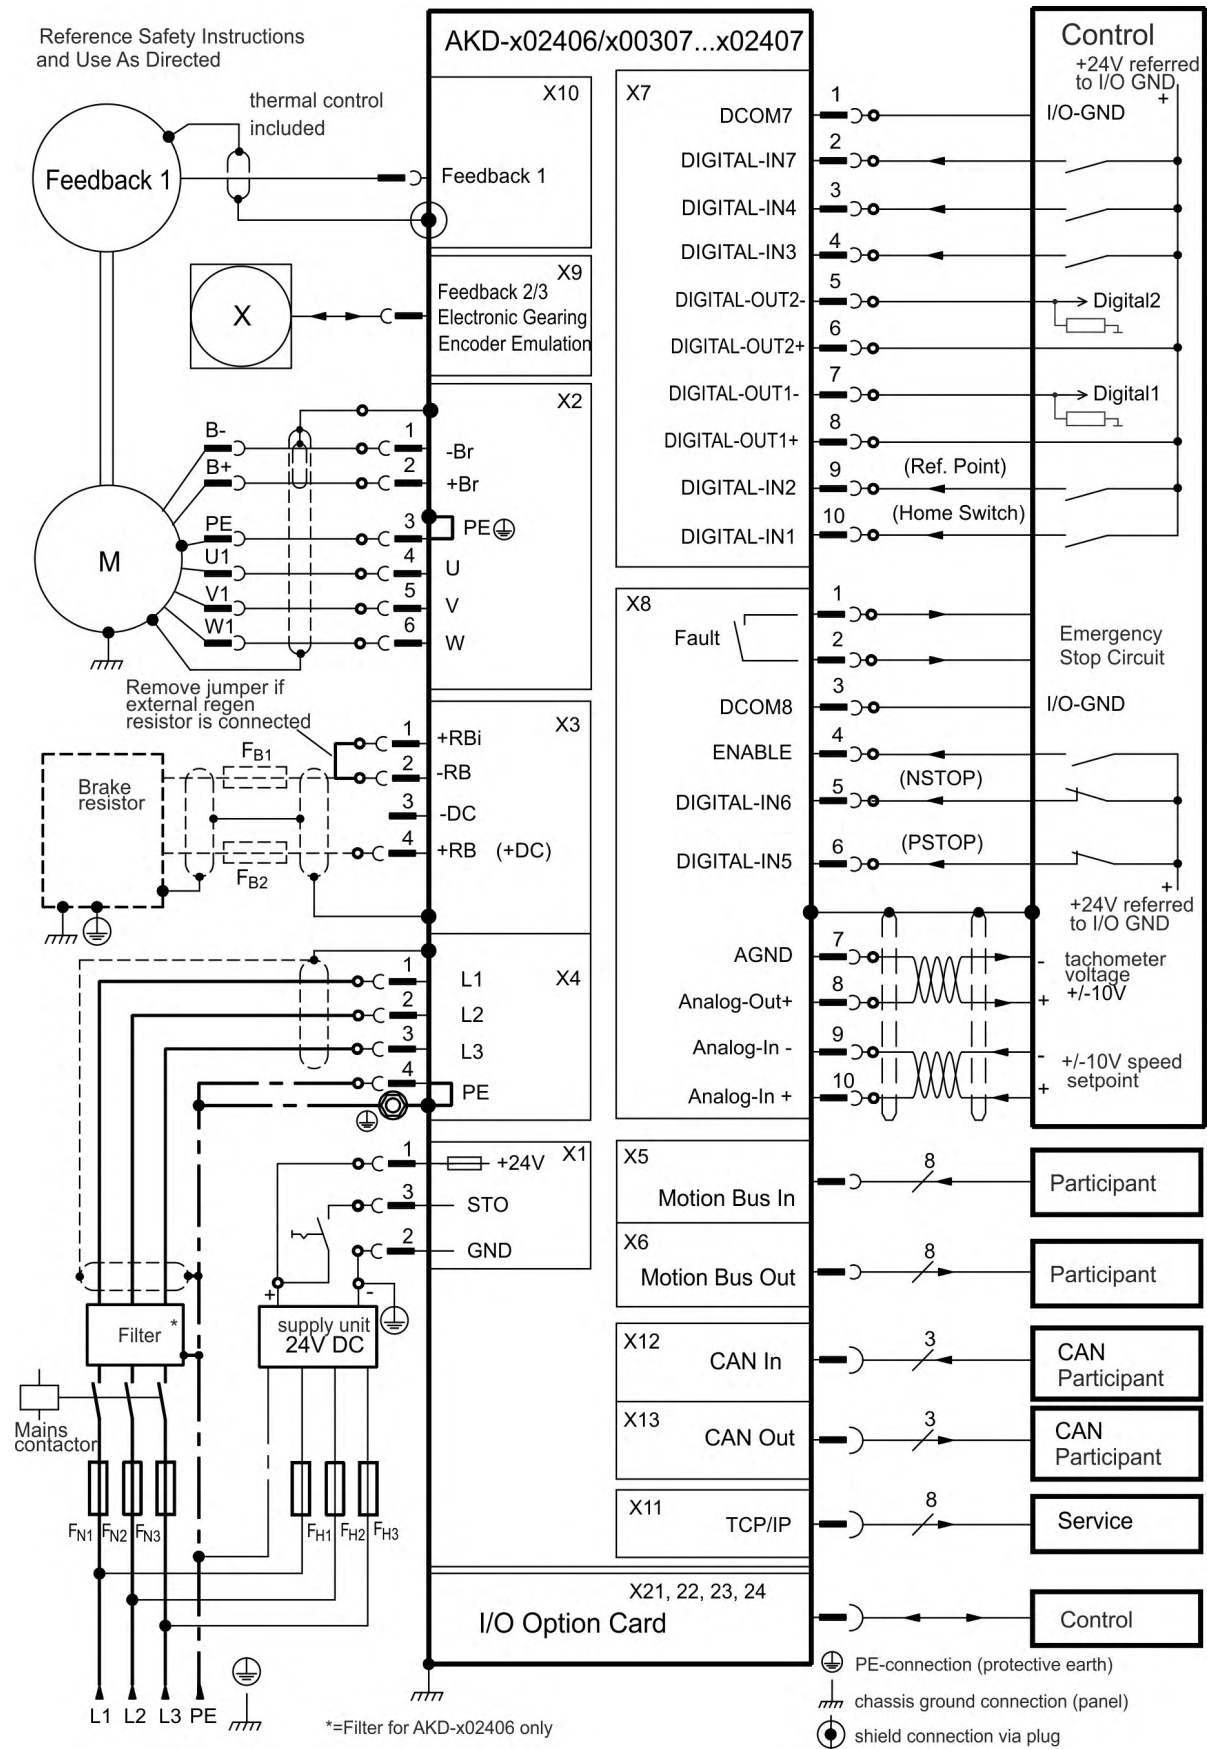 Reference Safety Instructions
and Use As Directed
AKD-x02406/x00307...x02407
Control
+24V referred
to I/O GND
+
thermal control
included
Feedback 1
X10
Feedback 1
X
X9
Feedback 2/3
Electronic Gearing
Encoder Emulation
X2
B-
1
-Br
B+
2
+Br
PE
3
PE
U1
4
U
V1
5
V
W1
6
W
M
Remove jumper if
external regen
resistor is connected
X3
1
+RBi
2
-RB
3
-DC
4
+RB (+DC)
FB1
FB2
Brake
resistor
X4
1
L1
2
L2
3
L3
4
PE
X1
1
+24V
3
STO
2
GND
+
-
supply unit
24V DC
Filter *
Mains
contactor
FN1
FN2
FN3
FH1
FH2
FH3
L1
L2
L3
PE
*=Filter for AKD-x02406 only
X7
DCOM7
1
I/O-GND
DIGITAL-IN7
2
DIGITAL-IN4
3
DIGITAL-IN3
4
DIGITAL-OUT2-
5
Digital2
DIGITAL-OUT2+
6
DIGITAL-OUT1-
7
Digital1
DIGITAL-OUT1+
8
DIGITAL-IN2
9
(Ref. Point)
DIGITAL-IN1
10
(Home Switch)
X8
Fault
1
2
Emergency
Stop Circuit
DCOM8
3
I/O-GND
ENABLE
4
DIGITAL-IN6
5
(NSTOP)
DIGITAL-IN5
6
(PSTOP)
+
+24V referred
to I/O GND
AGND
7
-
tachometer
voltage
+/-10V
Analog-Out+
8
+
Analog-In -
9
-
+/-10V speed
setpoint
Analog-In +
10
+
X5
Motion Bus In
8
Participant
X6
Motion Bus Out
8
Participant
X12
CAN In
3
CAN
Participant
X13
CAN Out
3
CAN
Participant
X11
TCP/IP
8
Service
X21, 22, 23, 24
I/O Option Card
Control
PE-connection (protective earth)
chassis ground connection (panel)
shield connection via plug